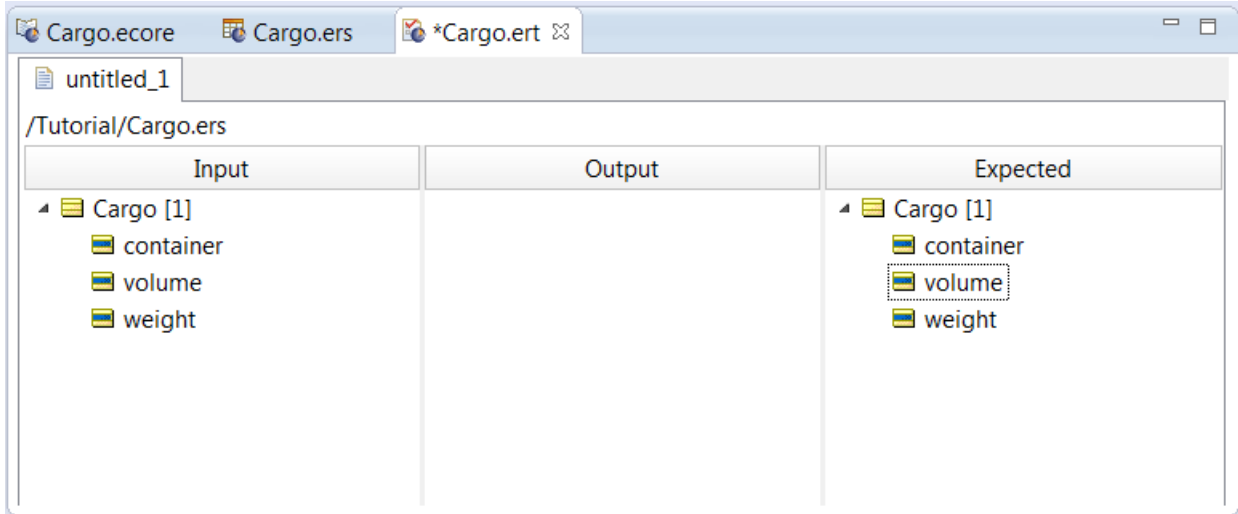 Cargo.ecore Cargo.ers *Cargo.ert
untitled_1
/Tutorial/Cargo.ers
Input Output Expected
Cargo [1] Cargo [1]
container container
volume volume
weight weight